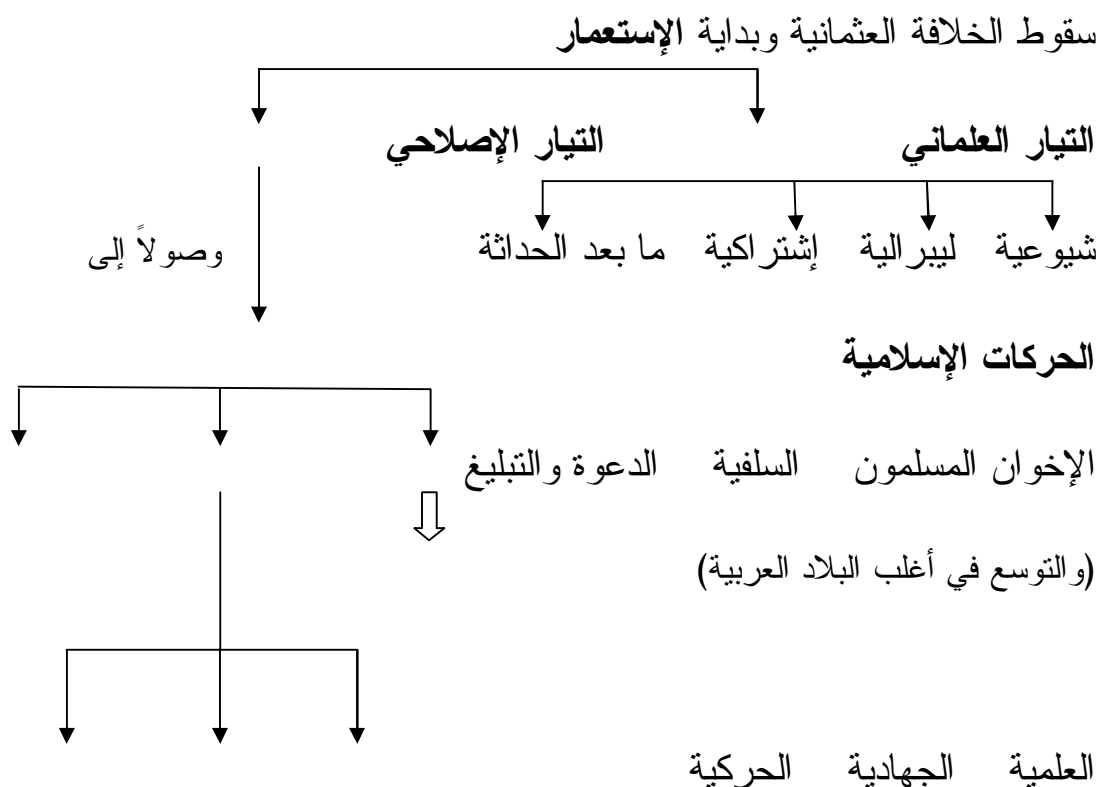 سقوط الخلافة العثمانية وبداية الإستعمار
التيار العلماني التيار الإصلاحي
شيوعية ليبرالية إشتراكية ما بعد الحداثة وصولاً إلى
الحركات الإسلامية
الإخوان المسلمون السلفية الدعوة والتبليغ
(والتوسع في أغلب البلاد العربية)
العلمية الجهادية الحركية